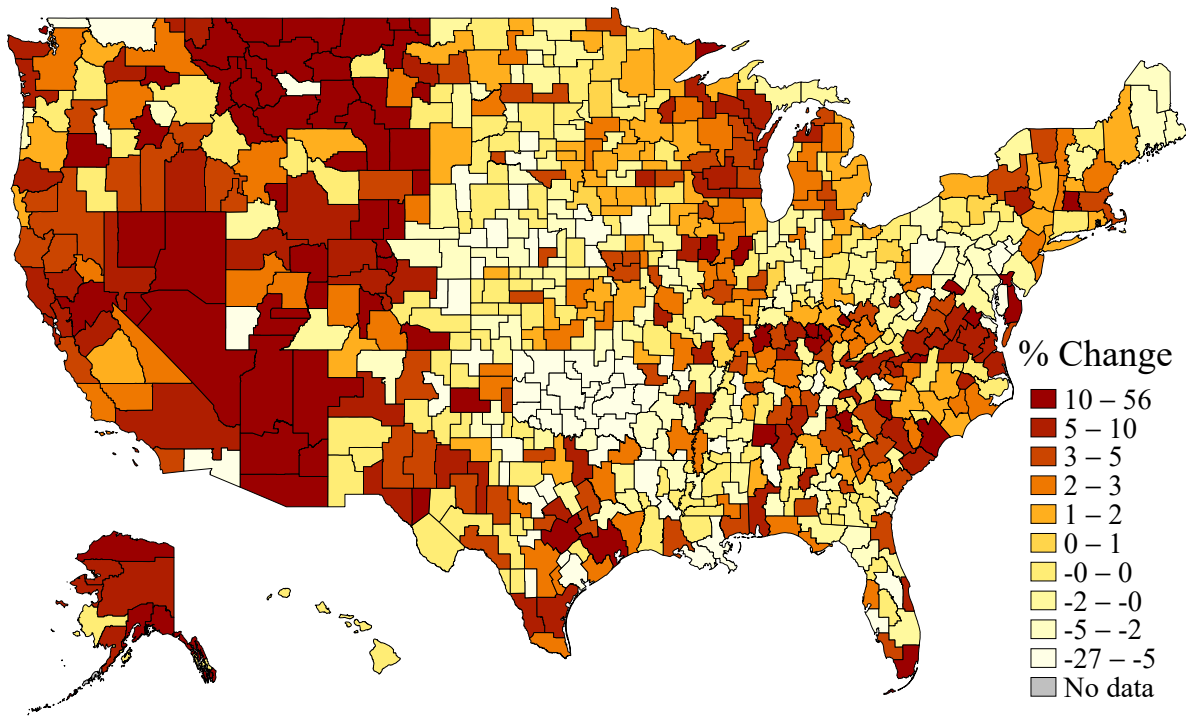 % Change
10 – 56
5 – 10
3 – 5
2 – 3
1 – 2
0 – 1
-0 – 0
-2 – -0
-5 – -2
-27 – -5
No data